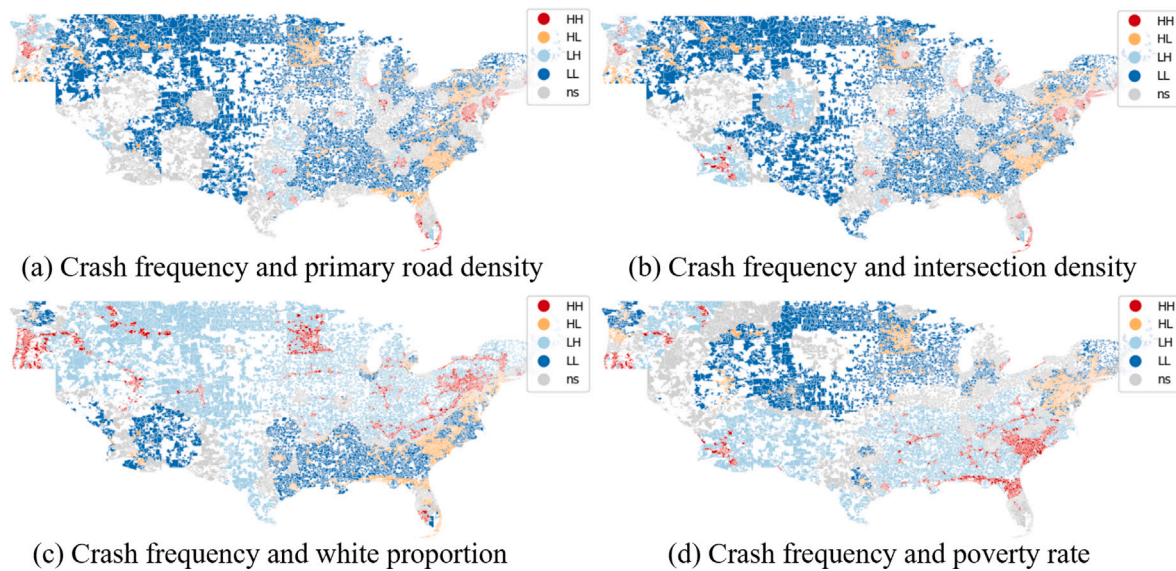 HH
HL
LH
LL
ns
HH
HL
LH
LL
ns
(a) Crash frequency and primary road density
(b) Crash frequency and intersection density
HH
HL
LH
LL
ns
HH
HL
LH
LL
ns
(c) Crash frequency and white proportion
(d) Crash frequency and poverty rate